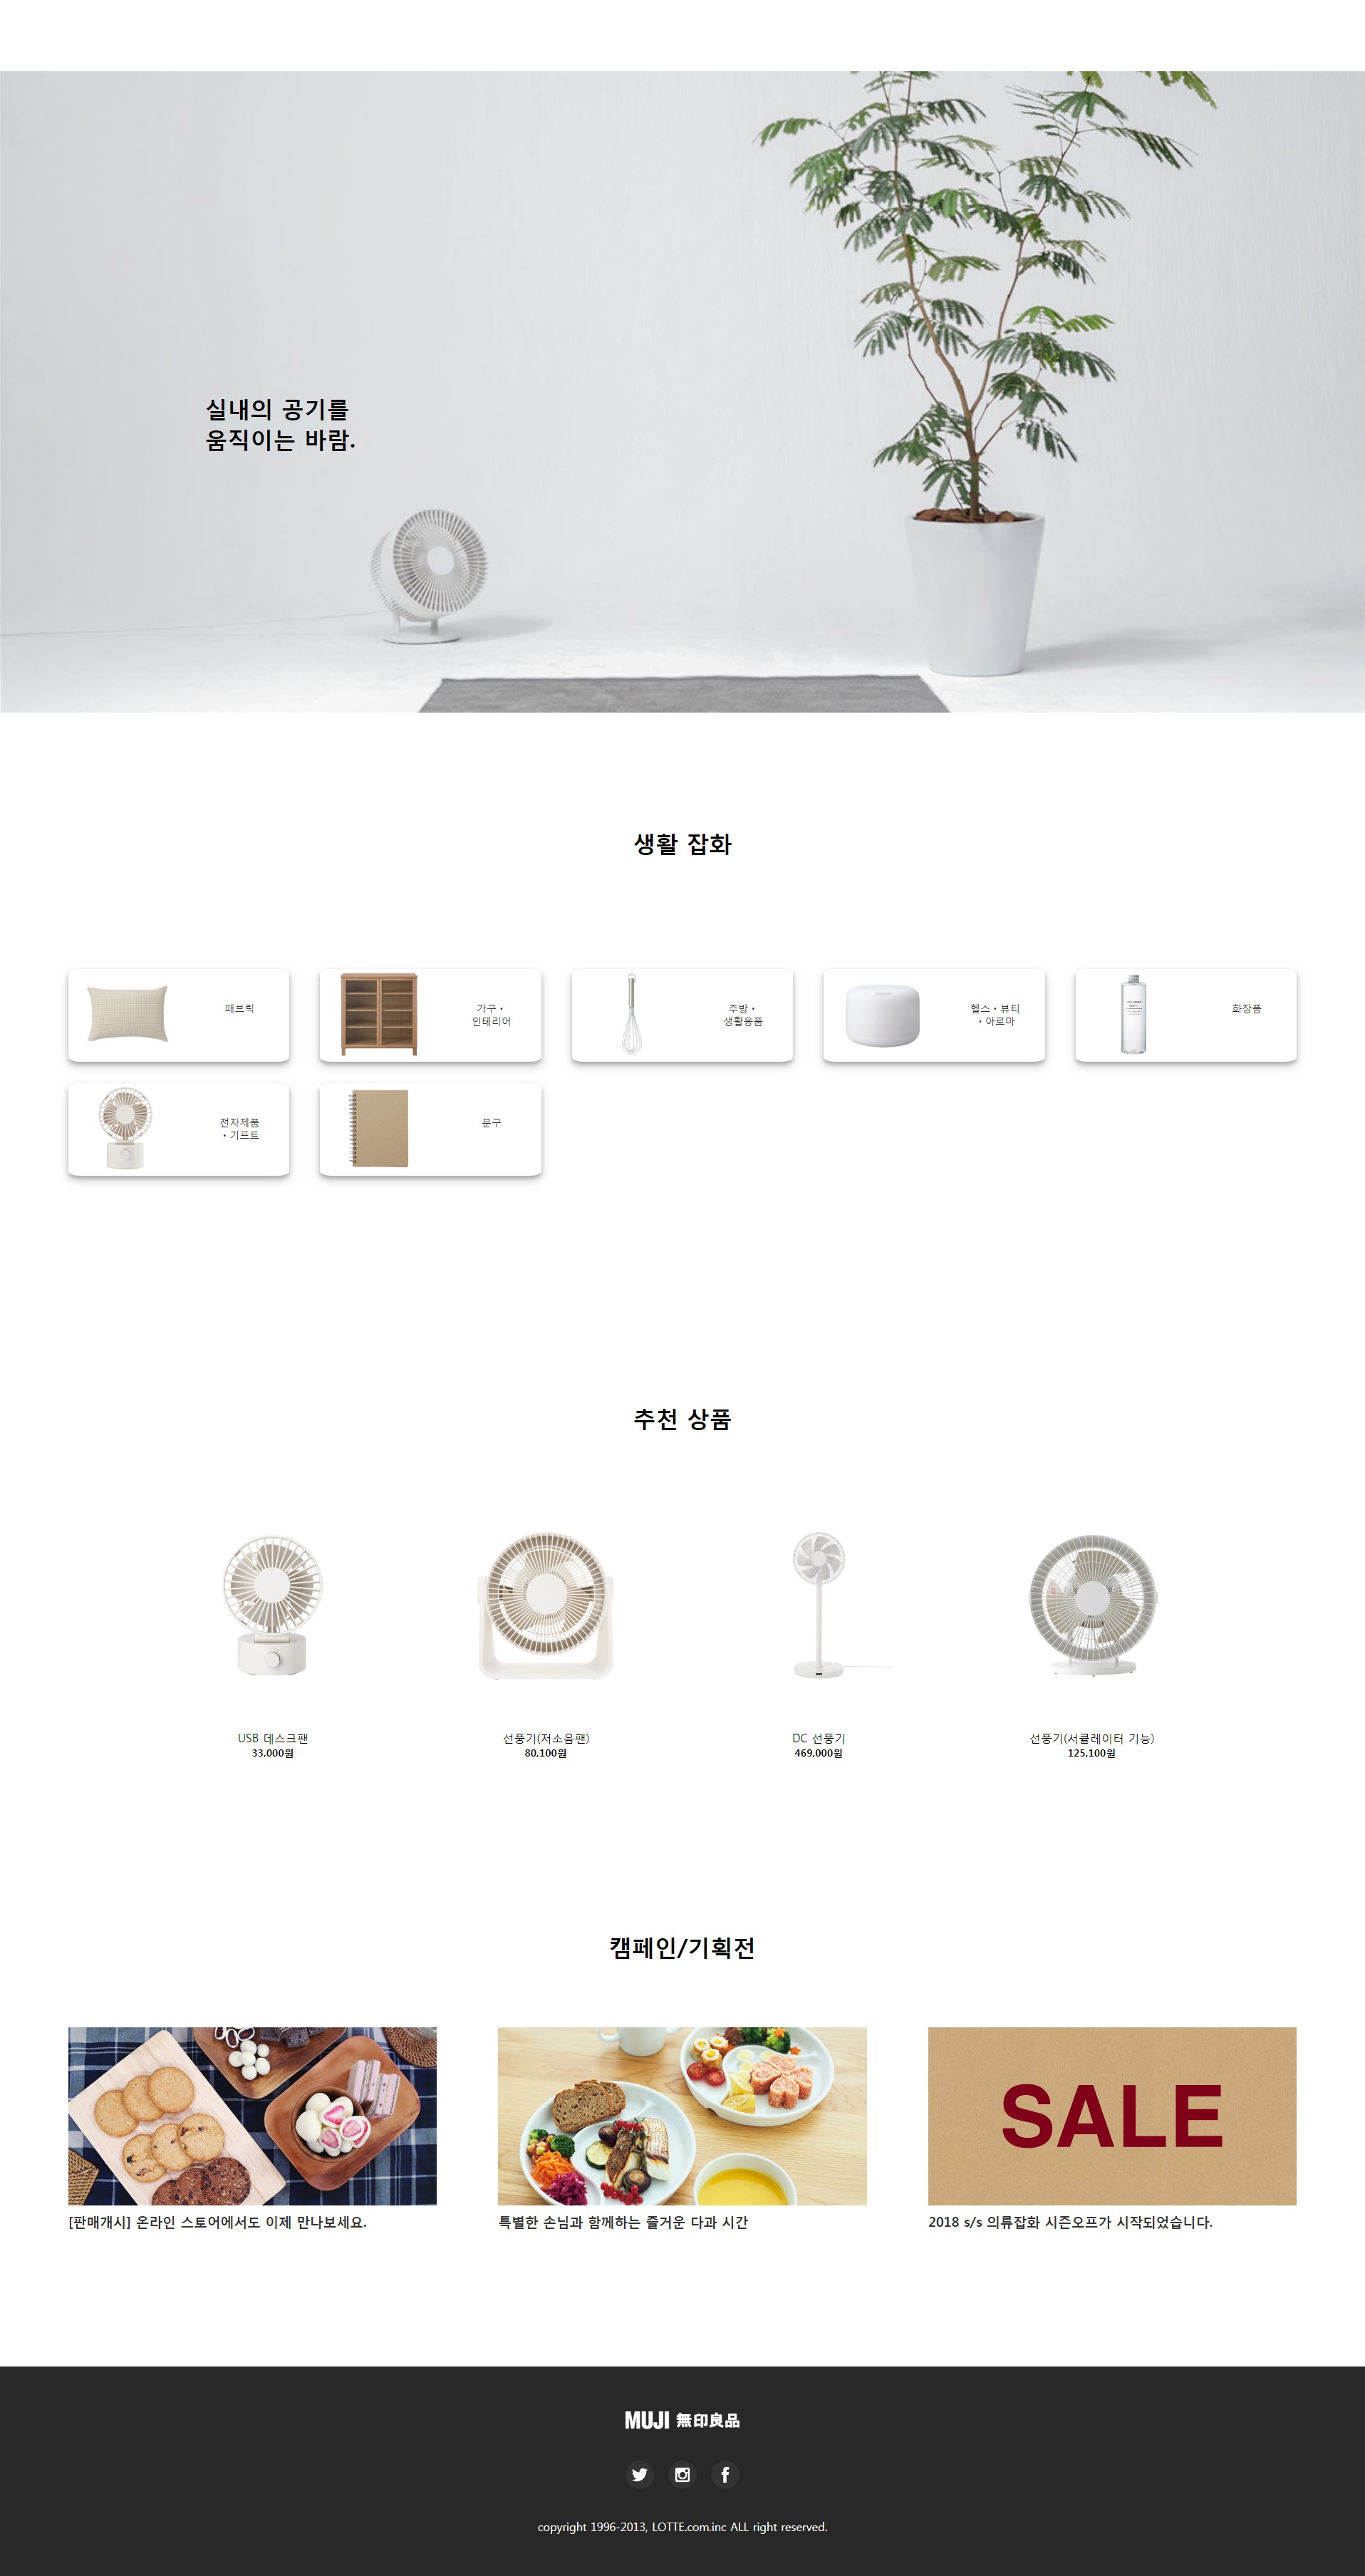 실내의 공기를
움직이는 바람.
생활 잡화
패브릭
가구・
인테리어
주방・
생활용품
헬스・뷰티
・아로마
화장품
전자제품
・기프트
문구
추천 상품
USB 데스크팬
33,000원
선풍기(저소음팬)
80,100원
DC 선풍기
469,000원
선풍기(서큘레이터 기능)
125,100원
캠페인/기획전
SALE
[판매개시] 온라인 스토어에서도 이제 만나보세요.
특별한 손님과 함께하는 즐거운 다과 시간
2018 s/s 의류잡화 시즌오프가 시작되었습니다.
MUJI 無印良品
copyright 1996-2013, LOTTE.com.inc ALL right reserved.